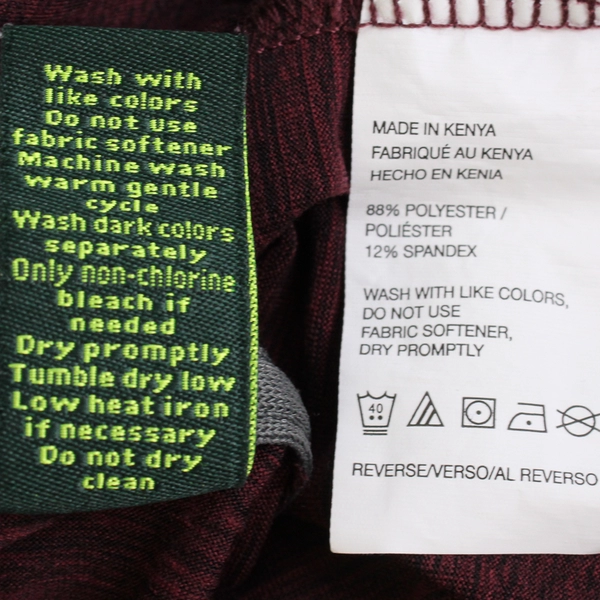 Wash with
like colors
Do not use
fabric softener
Machine wash
warm gentle
cycle
Wash dark colors
separately
Only non-chlorine
bleach if
needed
Dry promptly
Tumble dry low
Low heat iron
if necessary
Do not dry
clean
MADE IN KENYA
FABRIQUÉ AU KENYA
HECHO EN KENIA
88% POLYESTER /
POLIÉSTER
12% SPANDEX
WASH WITH LIKE COLORS,
DO NOT USE
FABRIC SOFTENER,
DRY PROMPTLY
40
REVERSE/VERSO/AL REVERSO